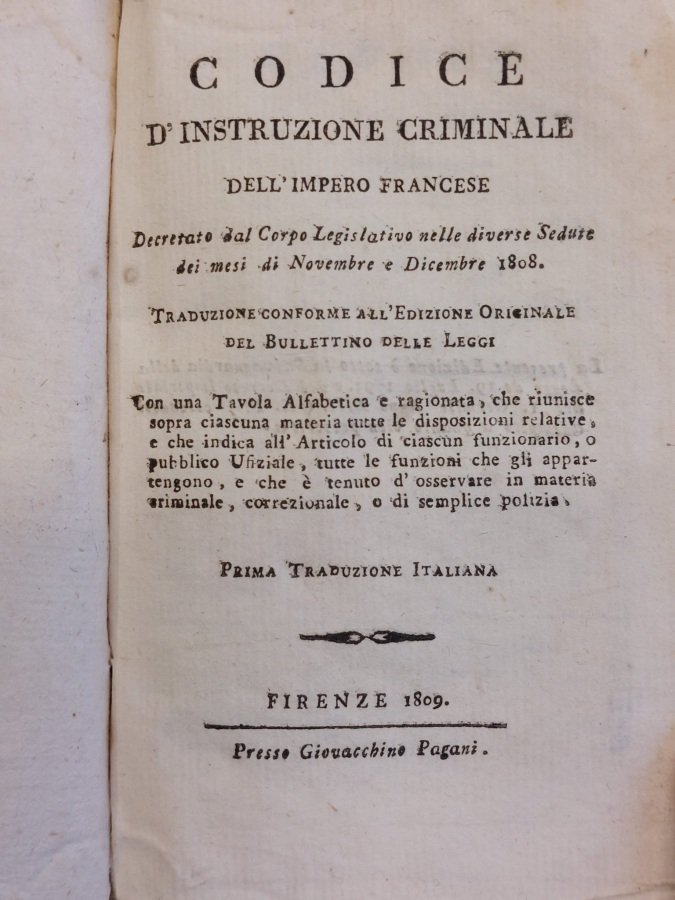 CODICE
D'INSTRUZIONE CRIMINALE
DELL'IMPERO FRANCESE
Decretato dal Corpo Legislativo nelle diverse Sedute
dei mesi di Novembre e Dicembre 1808.
TRADUZIONE CONFORME ALL'EDIZIONE ORIGINALE
DEL BULLETTINO DELLE LEGGI
Con una Tavola Alfabetica e ragionata, che riunisce
sopra ciascuna materia tutte le disposizioni relative,
e che indica all'Articolo di ciascun funzionario, o
pubblico Ufiziale, tutte le funzioni che gli appar-
tengono, e che è tenuto d'osservare in materia
criminale, correzionale, o di semplice polizia.
PRIMA TRADUZIONE ITALIANA
FIRENZE 1809.
Presso Giovacchino Pagani.